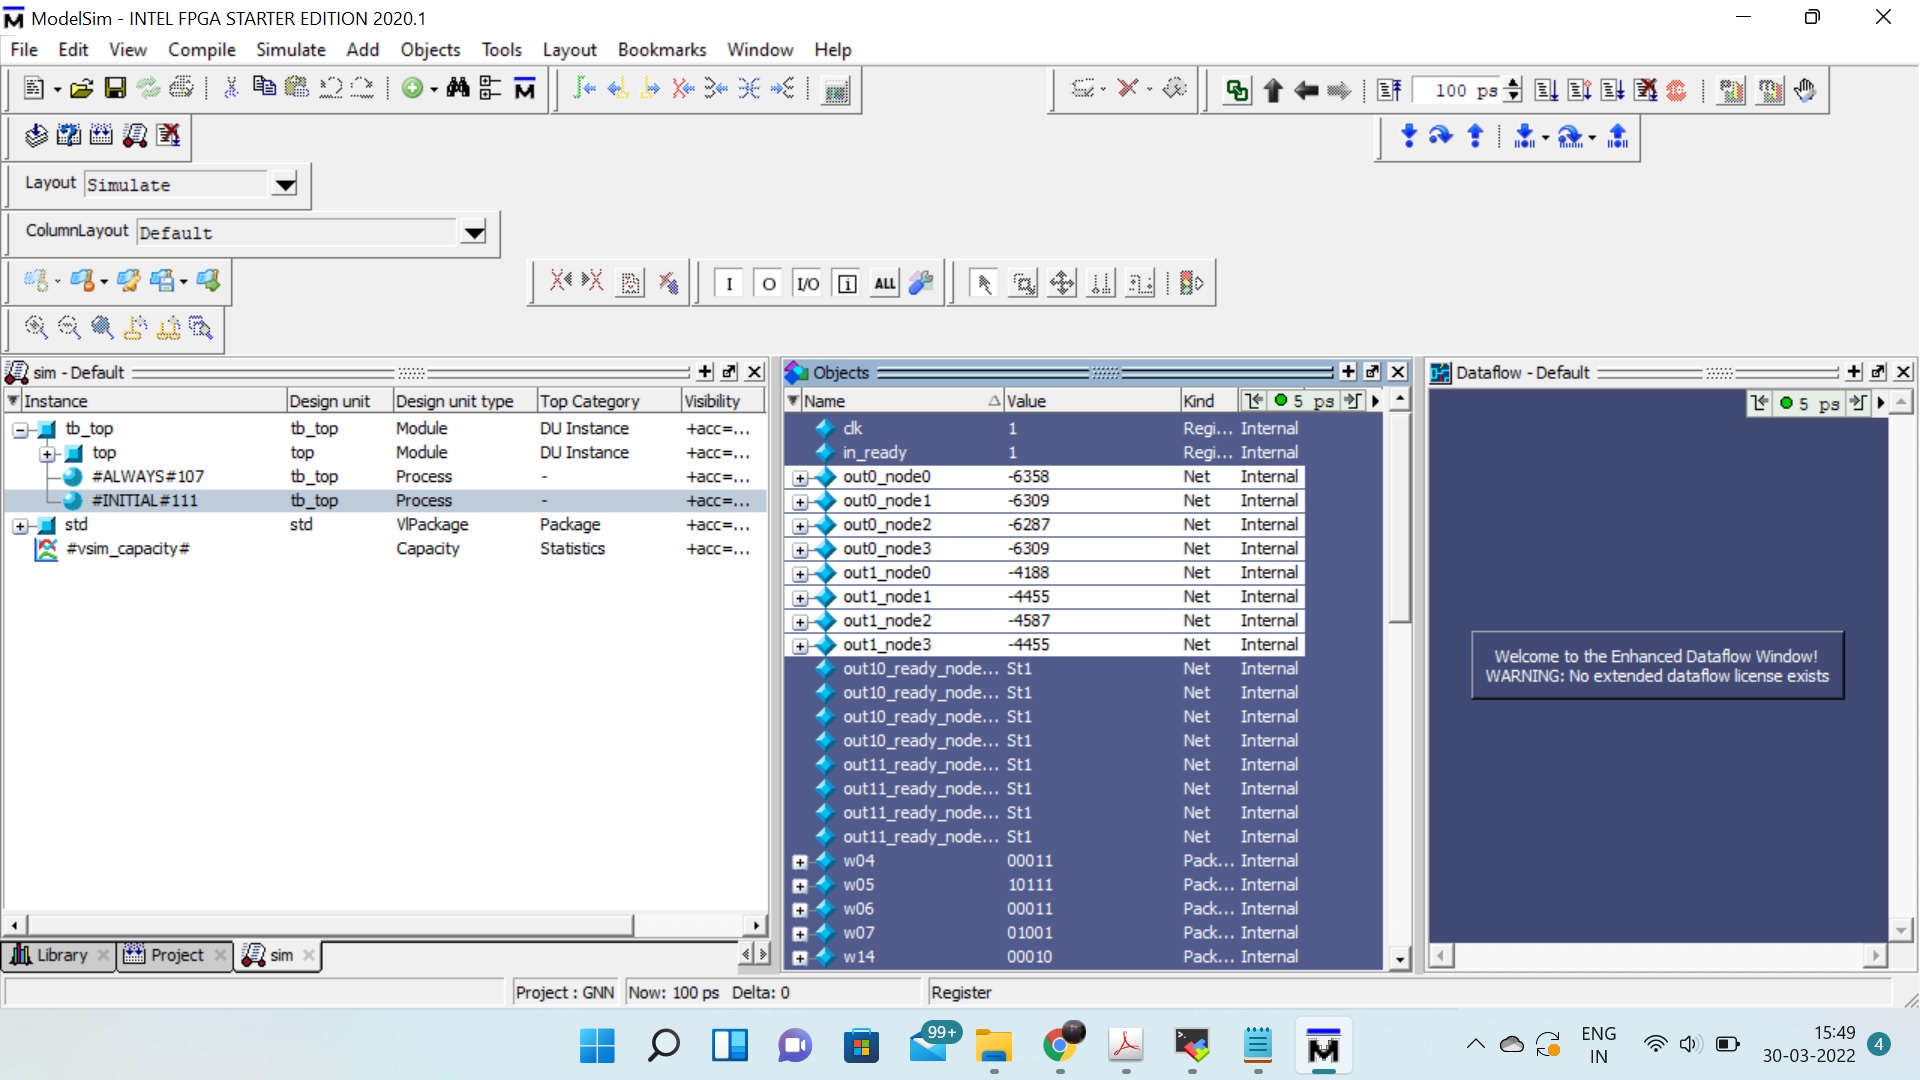 ModelSim - INTEL FPGA STARTER EDITION 2020.1
File Edit View Compile Simulate Add Objects Tools Layout Bookmarks Window Help
100 ps
Layout Simulate
ColumnLayout Default
I O I/O i ALL
sim - Default
Instance Design unit Design unit type Top Category Visibility
tb_top tb_top Module DU Instance +acc=...
top top Module DU Instance +acc=...
#ALWAYS#107 tb_top Process - +acc=...
#INITIAL#111 tb_top Process - +acc=...
std std VlPackage Package +acc=...
#vsim_capacity# Capacity Statistics +acc=...
Library Project sim
Objects
Name Value Kind 5 ps
clk 1 Regi... Internal
in_ready 1 Regi... Internal
out0_node0 -6358 Net Internal
out0_node1 -6309 Net Internal
out0_node2 -6287 Net Internal
out0_node3 -6309 Net Internal
out1_node0 -4188 Net Internal
out1_node1 -4455 Net Internal
out1_node2 -4587 Net Internal
out1_node3 -4455 Net Internal
out10_ready_node... St1 Net Internal
out10_ready_node... St1 Net Internal
out10_ready_node... St1 Net Internal
out10_ready_node... St1 Net Internal
out11_ready_node... St1 Net Internal
out11_ready_node... St1 Net Internal
out11_ready_node... St1 Net Internal
out11_ready_node... St1 Net Internal
w04 00011 Pack... Internal
w05 10111 Pack... Internal
w06 00011 Pack... Internal
w07 01001 Pack... Internal
w14 00010 Pack... Internal
Dataflow - Default
5 ps
Welcome to the Enhanced Dataflow Window!
WARNING: No extended dataflow license exists
Project : GNN Now: 100 ps Delta: 0 Register
99+
ENG
IN
15:49
30-03-2022
4